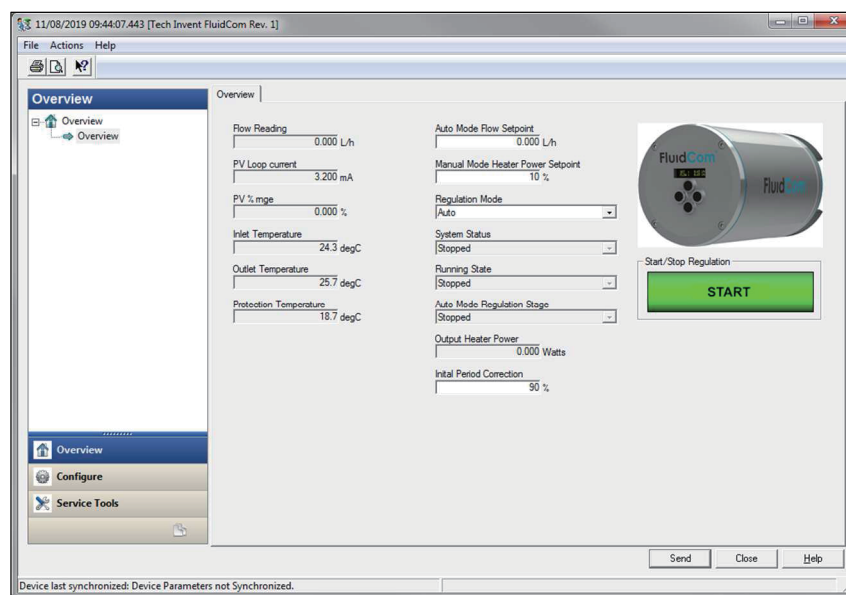 11/08/2019 09:44:07.443 [Tech Invent FluidCom Rev. 1]
File Actions Help
Overview
Overview
Overview
Overview
Flow Reading
0.000 L/h
PV Loop current
3.200 mA
PV % rnge
0.000 %
Inlet Temperature
24.3 degC
Outlet Temperature
25.7 degC
Protection Temperature
18.7 degC
Auto Mode Flow Setpoint
0.000 L/h
Manual Mode Heater Power Setpoint
10 %
Regulation Mode
Auto
System Status
Stopped
Running State
Stopped
Auto Mode Regulation Stage
Stopped
Output Heater Power
0.000 Watts
Inital Period Correction
90 %
FluidCom
Fluid
Start/Stop Regulation
START
Overview
Configure
Service Tools
Send Close Help
Device last synchronized: Device Parameters not Synchronized.